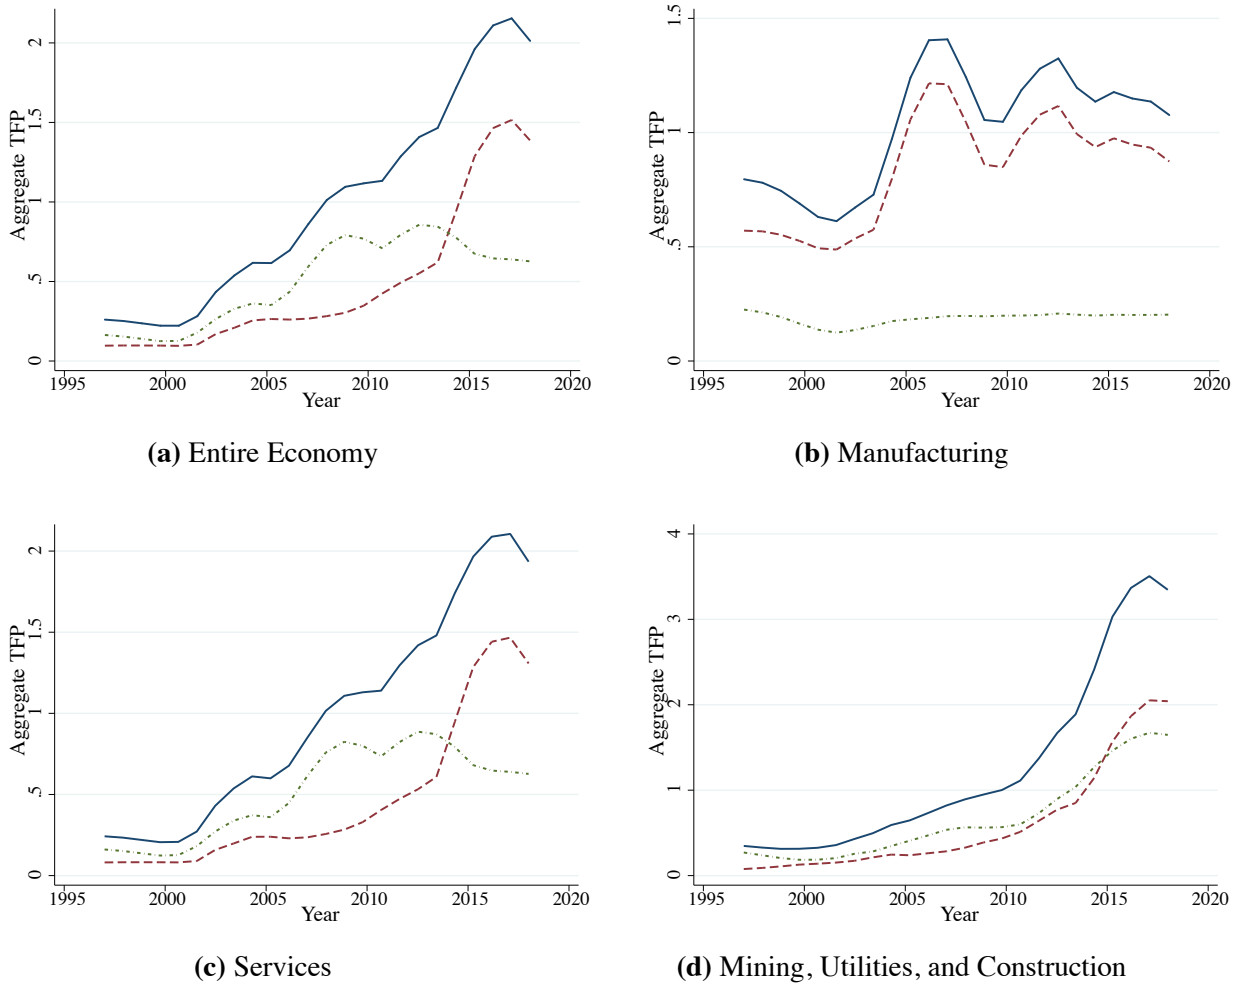 Aggregate TFP
0 .5 1 1.5 2
1995 2000 2005 2010 2015 2020
Year
(a) Entire Economy
Aggregate TFP
0 .5 1 1.5
1995 2000 2005 2010 2015 2020
Year
(b) Manufacturing
Aggregate TFP
0 .5 1 1.5 2
1995 2000 2005 2010 2015 2020
Year
(c) Services
Aggregate TFP
0 1 2 3 4
1995 2000 2005 2010 2015 2020
Year
(d) Mining, Utilities, and Construction